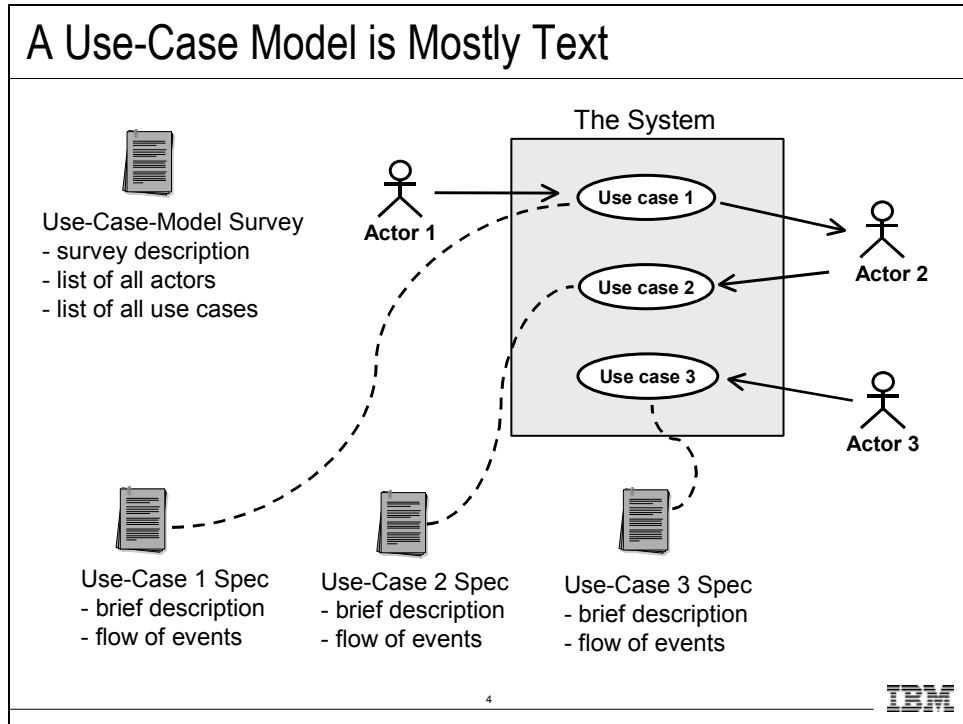 A Use-Case Model is Mostly Text
The System
Use-Case-Model Survey
- survey description
- list of all actors
- list of all use cases
Actor 1
Use case 1
Actor 2
Use case 2
Use case 3
Actor 3
Use-Case 1 Spec
- brief description
- flow of events
Use-Case 2 Spec
- brief description
- flow of events
Use-Case 3 Spec
- brief description
- flow of events
4
IBM